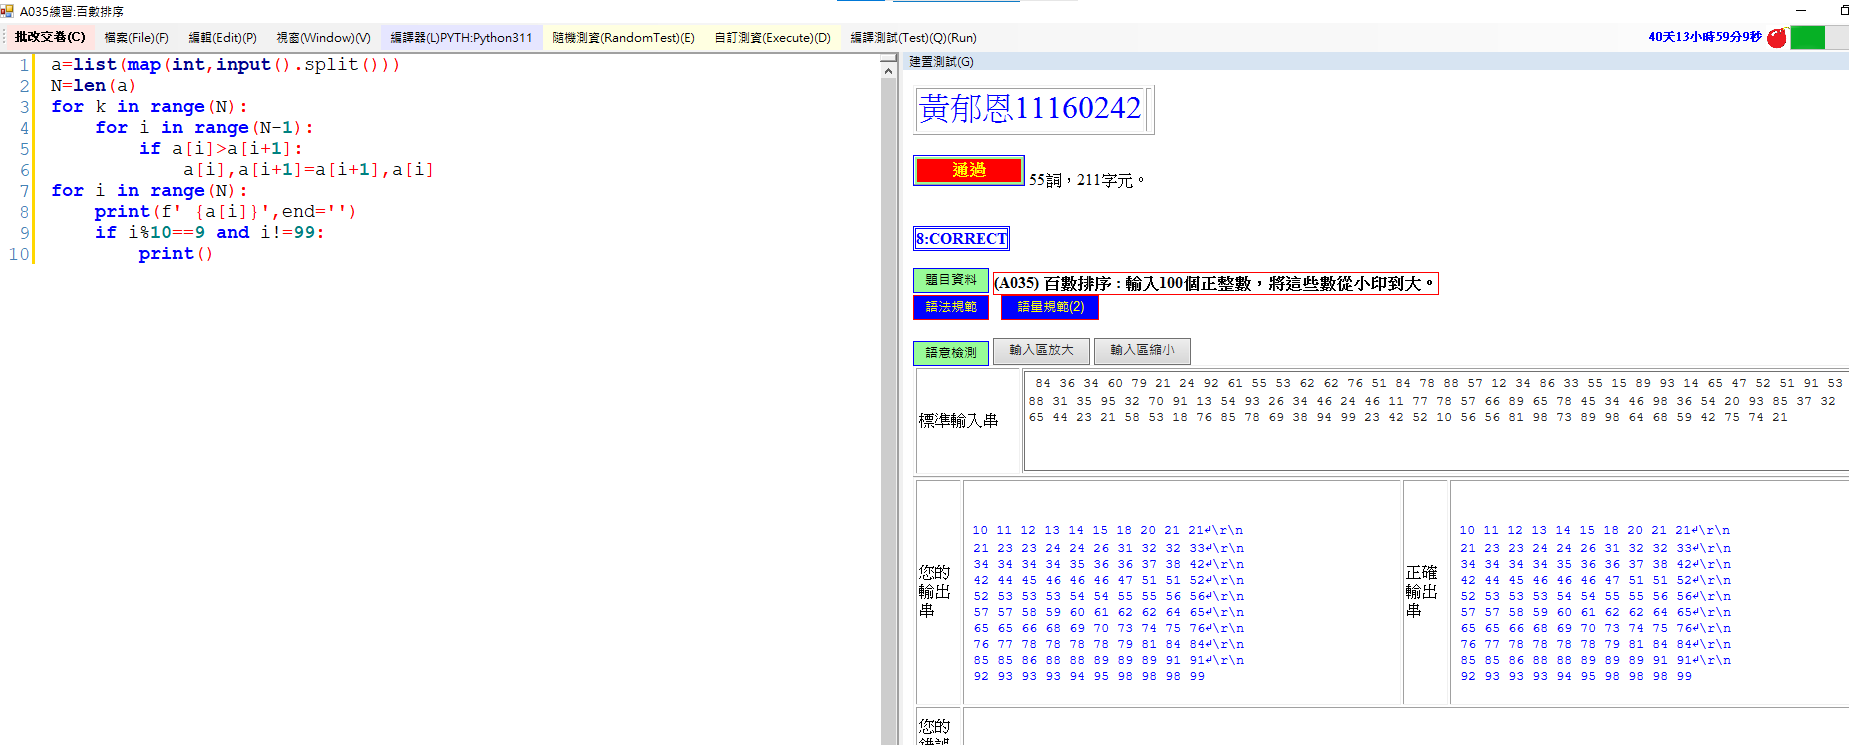 A035練習:百數排序
批改交卷(C) 檔案(File)(F) 編輯(Edit)(P) 視窗(Window)(V) 編譯器(L)PYTH:Python311 隨機測資(RandomTest)(E) 自訂測資(Execute)(D) 編譯測試(Test)(Q)(Run) 40天13小時59分9秒
1 a=list(map(int,input().split()))
2 N=len(a)
3 for k in range(N):
4     for i in range(N-1):
5         if a[i]>a[i+1]:
6             a[i],a[i+1]=a[i+1],a[i]
7 for i in range(N):
8     print(f' {a[i]}',end='')
9     if i%10==9 and i!=99:
10         print()
建置測試(G)
黃郁恩11160242
通過 55詞，211字元。
8:CORRECT
題目資料 (A035) 百數排序 : 輸入100個正整數，將這些數從小印到大。
語法規範 語量規範(2)
語意檢測 輸入區放大 輸入區縮小
標準輸入串
84 36 34 60 79 21 24 92 61 55 53 62 62 76 51 84 78 88 57 12 34 86 33 55 15 89 93 14 65 47 52 51 91 53
88 31 35 95 32 70 91 13 54 93 26 34 46 24 46 11 77 78 57 66 89 65 78 45 34 46 98 36 54 20 93 85 37 32
65 44 23 21 58 53 18 76 85 78 69 38 94 99 23 42 52 10 56 56 81 98 73 89 98 64 68 59 42 75 74 21
您的
輸出
串
10 11 12 13 14 15 18 20 21 21↵\r\n
21 23 23 24 24 26 31 32 32 33↵\r\n
34 34 34 34 35 36 36 37 38 42↵\r\n
42 44 45 46 46 46 47 51 51 52↵\r\n
52 53 53 53 54 54 55 55 56 56↵\r\n
57 57 58 59 60 61 62 62 64 65↵\r\n
65 65 66 68 69 70 73 74 75 76↵\r\n
76 77 78 78 78 78 79 81 84 84↵\r\n
85 85 86 88 88 89 89 89 91 91↵\r\n
92 93 93 93 94 95 98 98 98 99
正確
輸出
串
10 11 12 13 14 15 18 20 21 21↵\r\n
21 23 23 24 24 26 31 32 32 33↵\r\n
34 34 34 34 35 36 36 37 38 42↵\r\n
42 44 45 46 46 46 47 51 51 52↵\r\n
52 53 53 53 54 54 55 55 56 56↵\r\n
57 57 58 59 60 61 62 62 64 65↵\r\n
65 65 66 68 69 70 73 74 75 76↵\r\n
76 77 78 78 78 78 79 81 84 84↵\r\n
85 85 86 88 88 89 89 89 91 91↵\r\n
92 93 93 93 94 95 98 98 98 99
您的